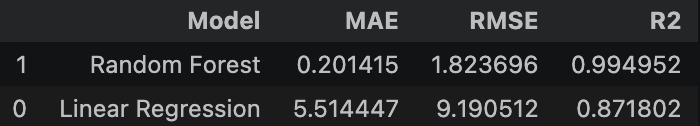 Model MAE RMSE R2
1 Random Forest 0.201415 1.823696 0.994952
0 Linear Regression 5.514447 9.190512 0.871802